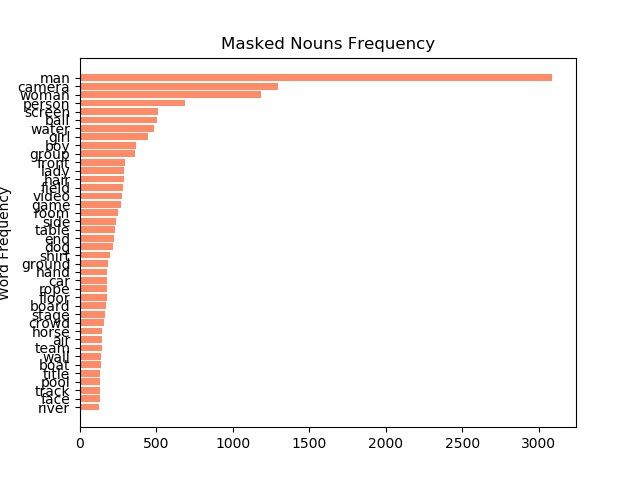 Masked Nouns Frequency
Word Frequency
man
camera
woman
person
screen
ball
water
girl
boy
group
front
lady
hair
field
video
game
room
side
table
end
dog
shirt
ground
hand
car
rope
floor
board
stage
crowd
horse
air
team
wall
boat
title
pool
track
face
river
0 500 1000 1500 2000 2500 3000